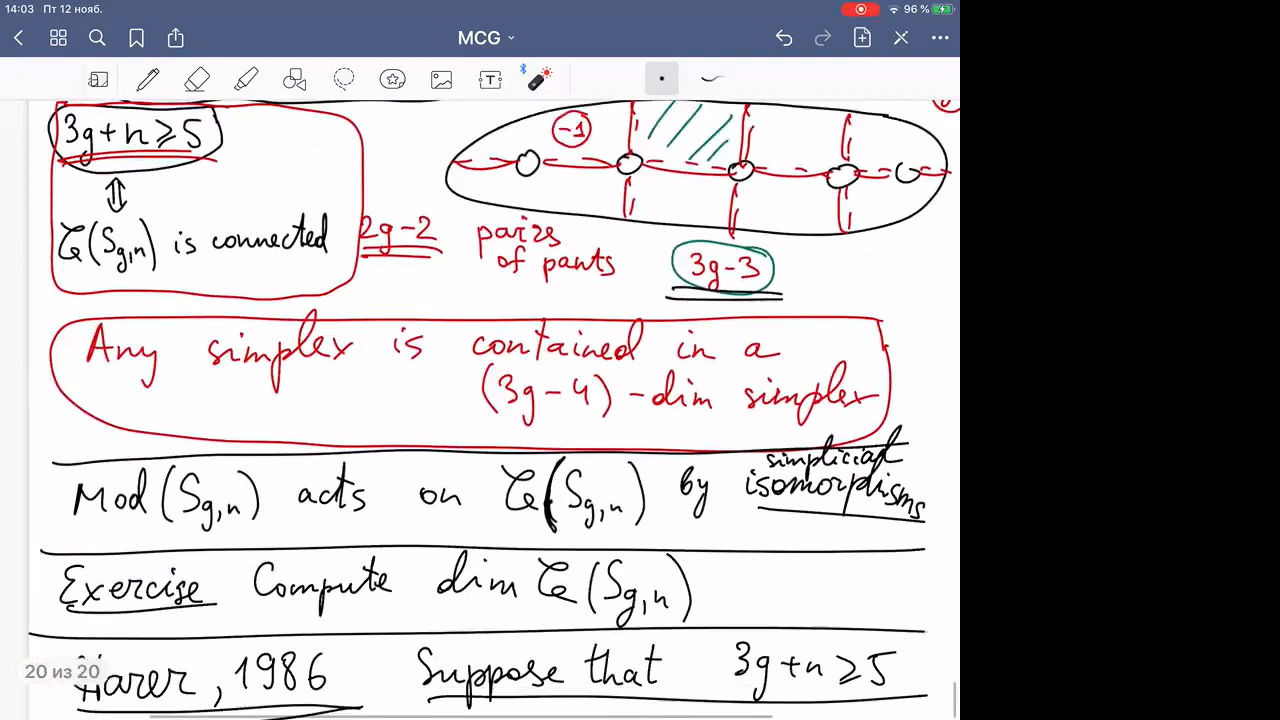 14:03 Пт 12 нояб.
96 %
MCG
T
3g+n ⩾ 5
⇕
𝒞(S_{g,n}) is connected
-1
2g-2 pairs of pants
3g-3
Any simplex is contained in a
(3g-4)-dim simplex
Mod(S_{g,n}) acts on 𝒞(S_{g,n}) by simplicial isomorphisms
Exercise Compute dim 𝒞(S_{g,n})
20 из 20
Harer, 1986 Suppose that 3g+n ⩾ 5